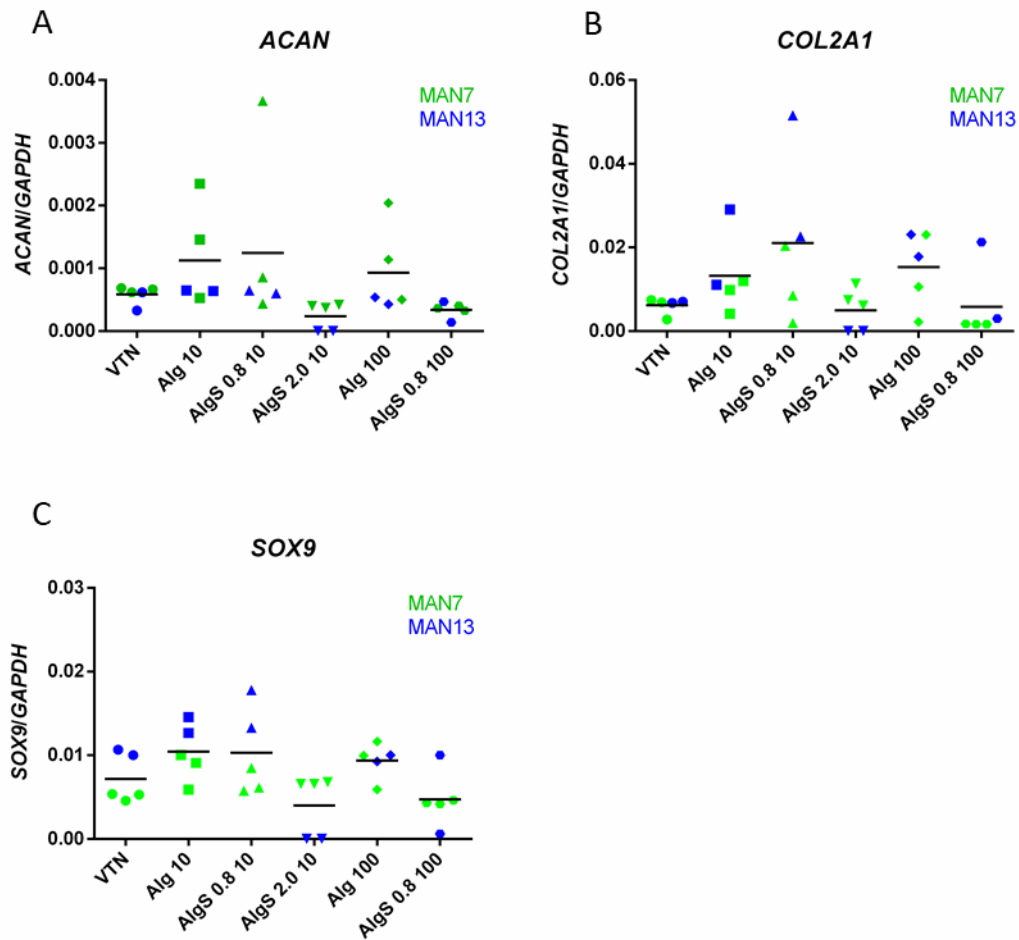 A
ACAN
0.004
0.003
0.002
0.001
0.000
ACAN/GAPDH
MAN7
MAN13
VTN
Alg 10
AlgS 0.8 10
AlgS 2.0 10
Alg 100
AlgS 0.8 100
B
COL2A1
0.06
0.04
0.02
0.00
COL2A1/GAPDH
MAN7
MAN13
VTN
Alg 10
AlgS 0.8 10
AlgS 2.0 10
Alg 100
AlgS 0.8 100
C
SOX9
0.03
0.02
0.01
0.00
SOX9/GAPDH
MAN7
MAN13
VTN
Alg 10
AlgS 0.8 10
AlgS 2.0 10
Alg 100
AlgS 0.8 100